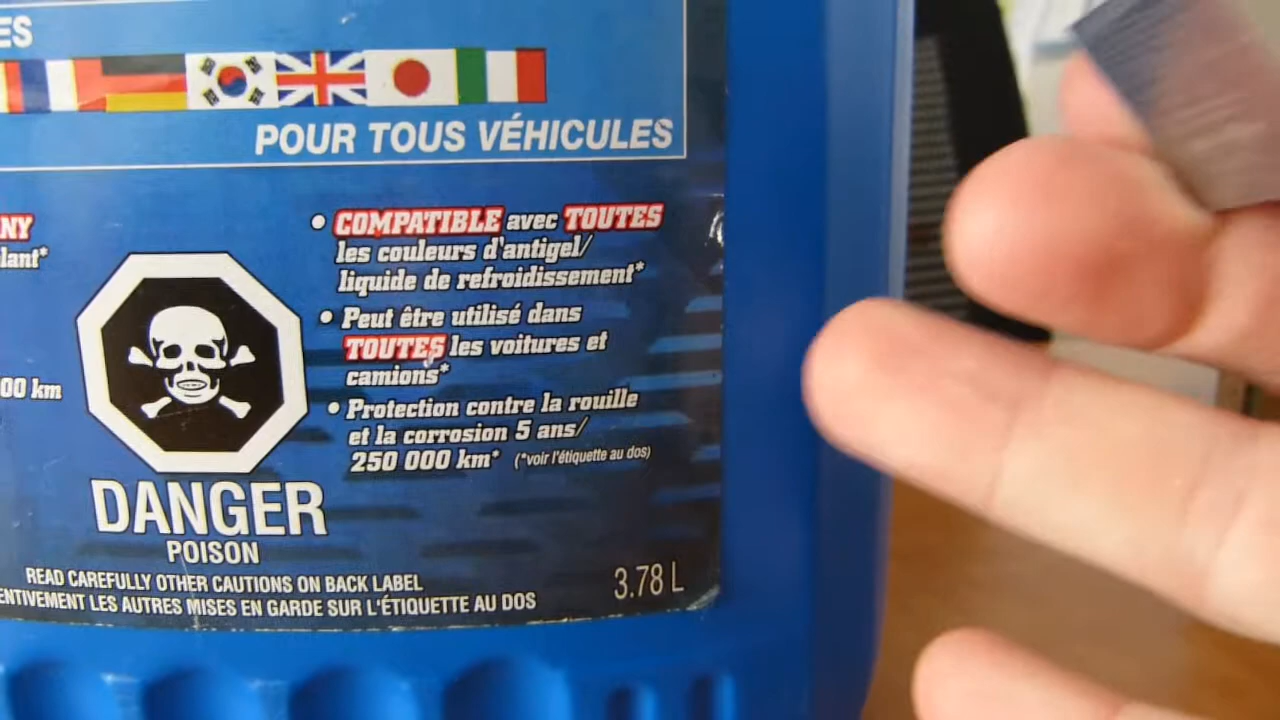 ES
POUR TOUS VÉHICULES
NY
lant*
00 km
• COMPATIBLE avec TOUTES
les couleurs d'antigel/
liquide de refroidissement*
• Peut être utilisé dans
TOUTES les voitures et
camions*
• Protection contre la rouille
et la corrosion 5 ans/
250 000 km* (*voir l'étiquette au dos)
DANGER
POISON
READ CAREFULLY OTHER CAUTIONS ON BACK LABEL
ENTIVEMENT LES AUTRES MISES EN GARDE SUR L'ÉTIQUETTE AU DOS
3.78 L